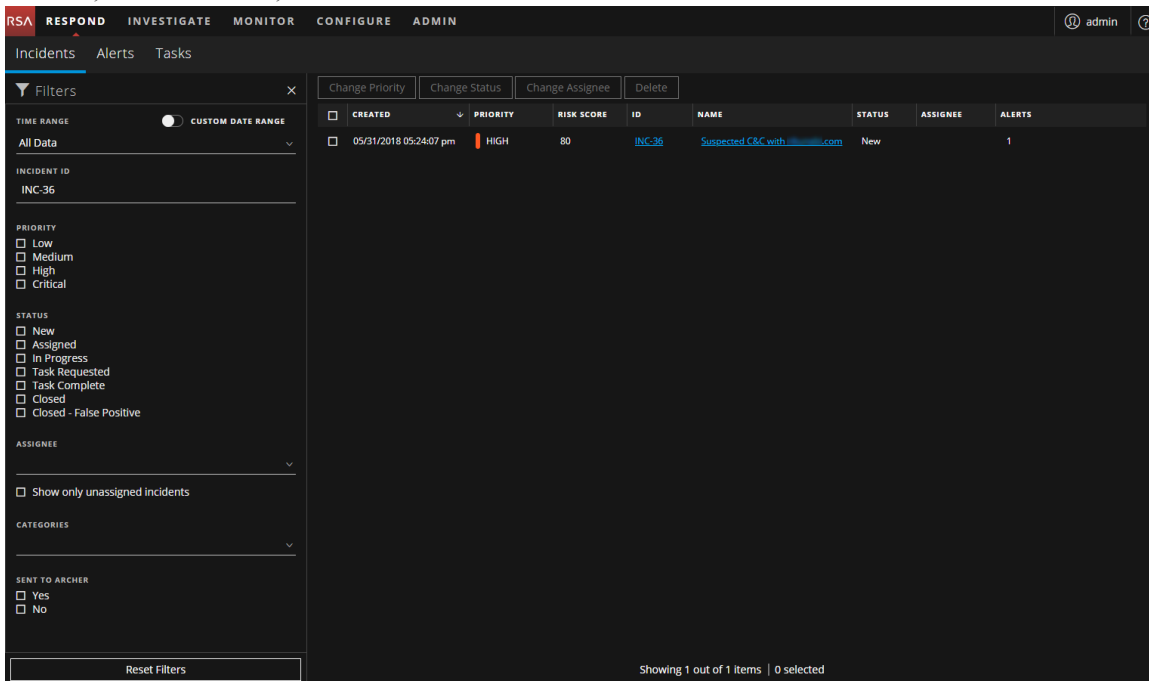 RSA RESPOND INVESTIGATE MONITOR CONFIGURE ADMIN admin ?
Incidents Alerts Tasks
Filters ×
TIME RANGE CUSTOM DATE RANGE
All Data
INCIDENT ID
INC-36
PRIORITY
Low
Medium
High
Critical
STATUS
New
Assigned
In Progress
Task Requested
Task Complete
Closed
Closed - False Positive
ASSIGNEE
Show only unassigned incidents
CATEGORIES
SENT TO ARCHER
Yes
No
Reset Filters
Change Priority Change Status Change Assignee Delete
CREATED PRIORITY RISK SCORE ID NAME STATUS ASSIGNEE ALERTS
05/31/2018 05:24:07 pm HIGH 80 INC-36 Suspected C&C with .com New 1
Showing 1 out of 1 items | 0 selected